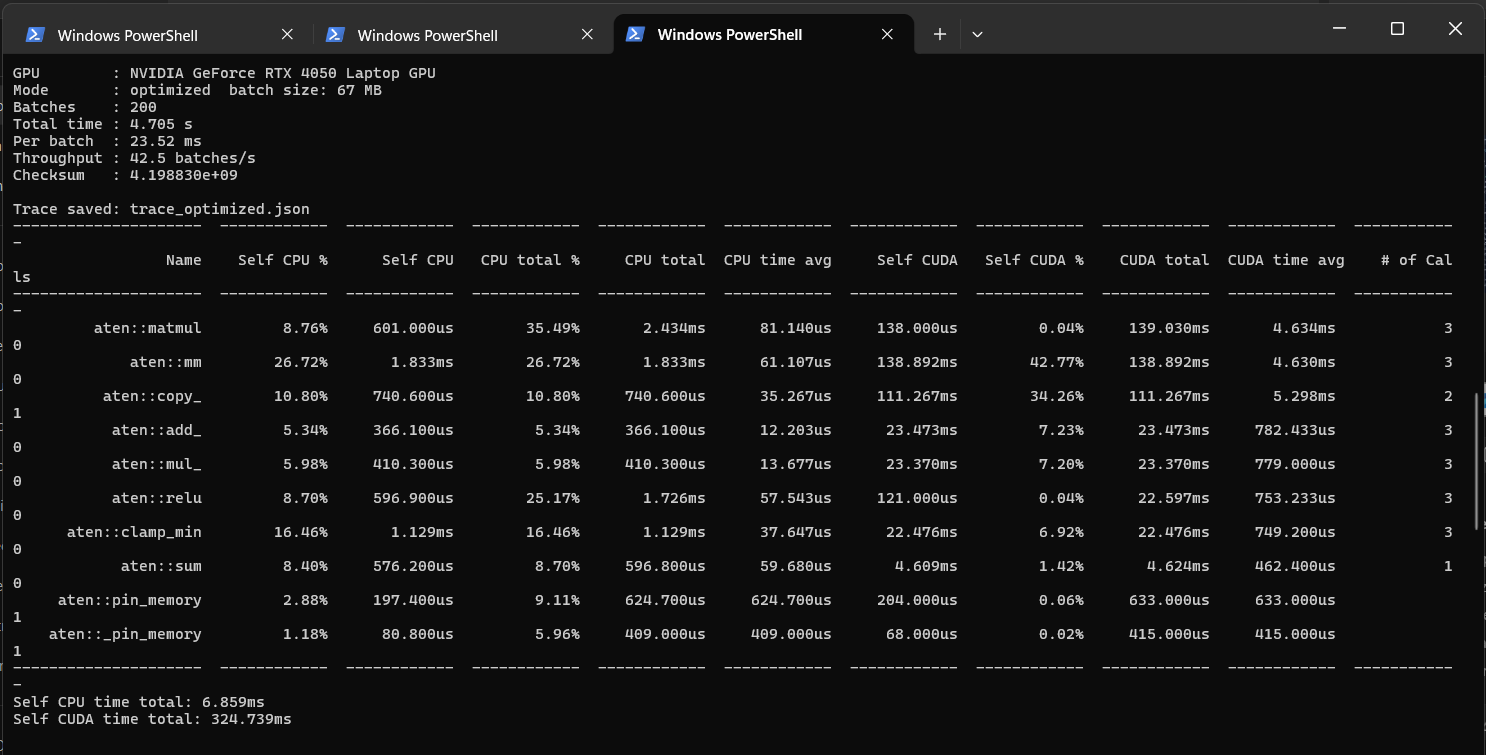 Windows PowerShell
Windows PowerShell
Windows PowerShell
GPU        : NVIDIA GeForce RTX 4050 Laptop GPU
Mode       : optimized  batch size: 67 MB
Batches    : 200
Total time : 4.705 s
Per batch  : 23.52 ms
Throughput : 42.5 batches/s
Checksum   : 4.198830e+09
Trace saved: trace_optimized.json
---------------------  ------------  ------------  ------------  ------------  ------------  ------------  ------------  ------------  ------------  -----------
-
                 Name    Self CPU %      Self CPU   CPU total %     CPU total  CPU time avg     Self CUDA   Self CUDA %    CUDA total  CUDA time avg    # of Cal
ls
---------------------  ------------  ------------  ------------  ------------  ------------  ------------  ------------  ------------  ------------  -----------
-
         aten::matmul         8.76%     601.000us        35.49%       2.434ms      81.140us     138.000us         0.04%     139.030ms       4.634ms            3
0
             aten::mm        26.72%       1.833ms        26.72%       1.833ms      61.107us     138.892ms        42.77%     138.892ms       4.630ms            3
0
          aten::copy_        10.80%     740.600us        10.80%     740.600us      35.267us     111.267ms        34.26%     111.267ms       5.298ms            2
1
           aten::add_         5.34%     366.100us         5.34%     366.100us      12.203us      23.473ms         7.23%      23.473ms     782.433us            3
0
           aten::mul_         5.98%     410.300us         5.98%     410.300us      13.677us      23.370ms         7.20%      23.370ms     779.000us            3
0
           aten::relu         8.70%     596.900us        25.17%       1.726ms      57.543us     121.000us         0.04%      22.597ms     753.233us            3
0
      aten::clamp_min        16.46%       1.129ms        16.46%       1.129ms      37.647us      22.476ms         6.92%      22.476ms     749.200us            3
0
            aten::sum         8.40%     576.200us         8.70%     596.800us      59.680us       4.609ms         1.42%       4.624ms     462.400us            1
0
     aten::pin_memory         2.88%     197.400us         9.11%     624.700us     624.700us     204.000us         0.06%     633.000us     633.000us
1
    aten::_pin_memory         1.18%      80.800us         5.96%     409.000us     409.000us      68.000us         0.02%     415.000us     415.000us
1
---------------------  ------------  ------------  ------------  ------------  ------------  ------------  ------------  ------------  ------------  -----------
-
Self CPU time total: 6.859ms
Self CUDA time total: 324.739ms